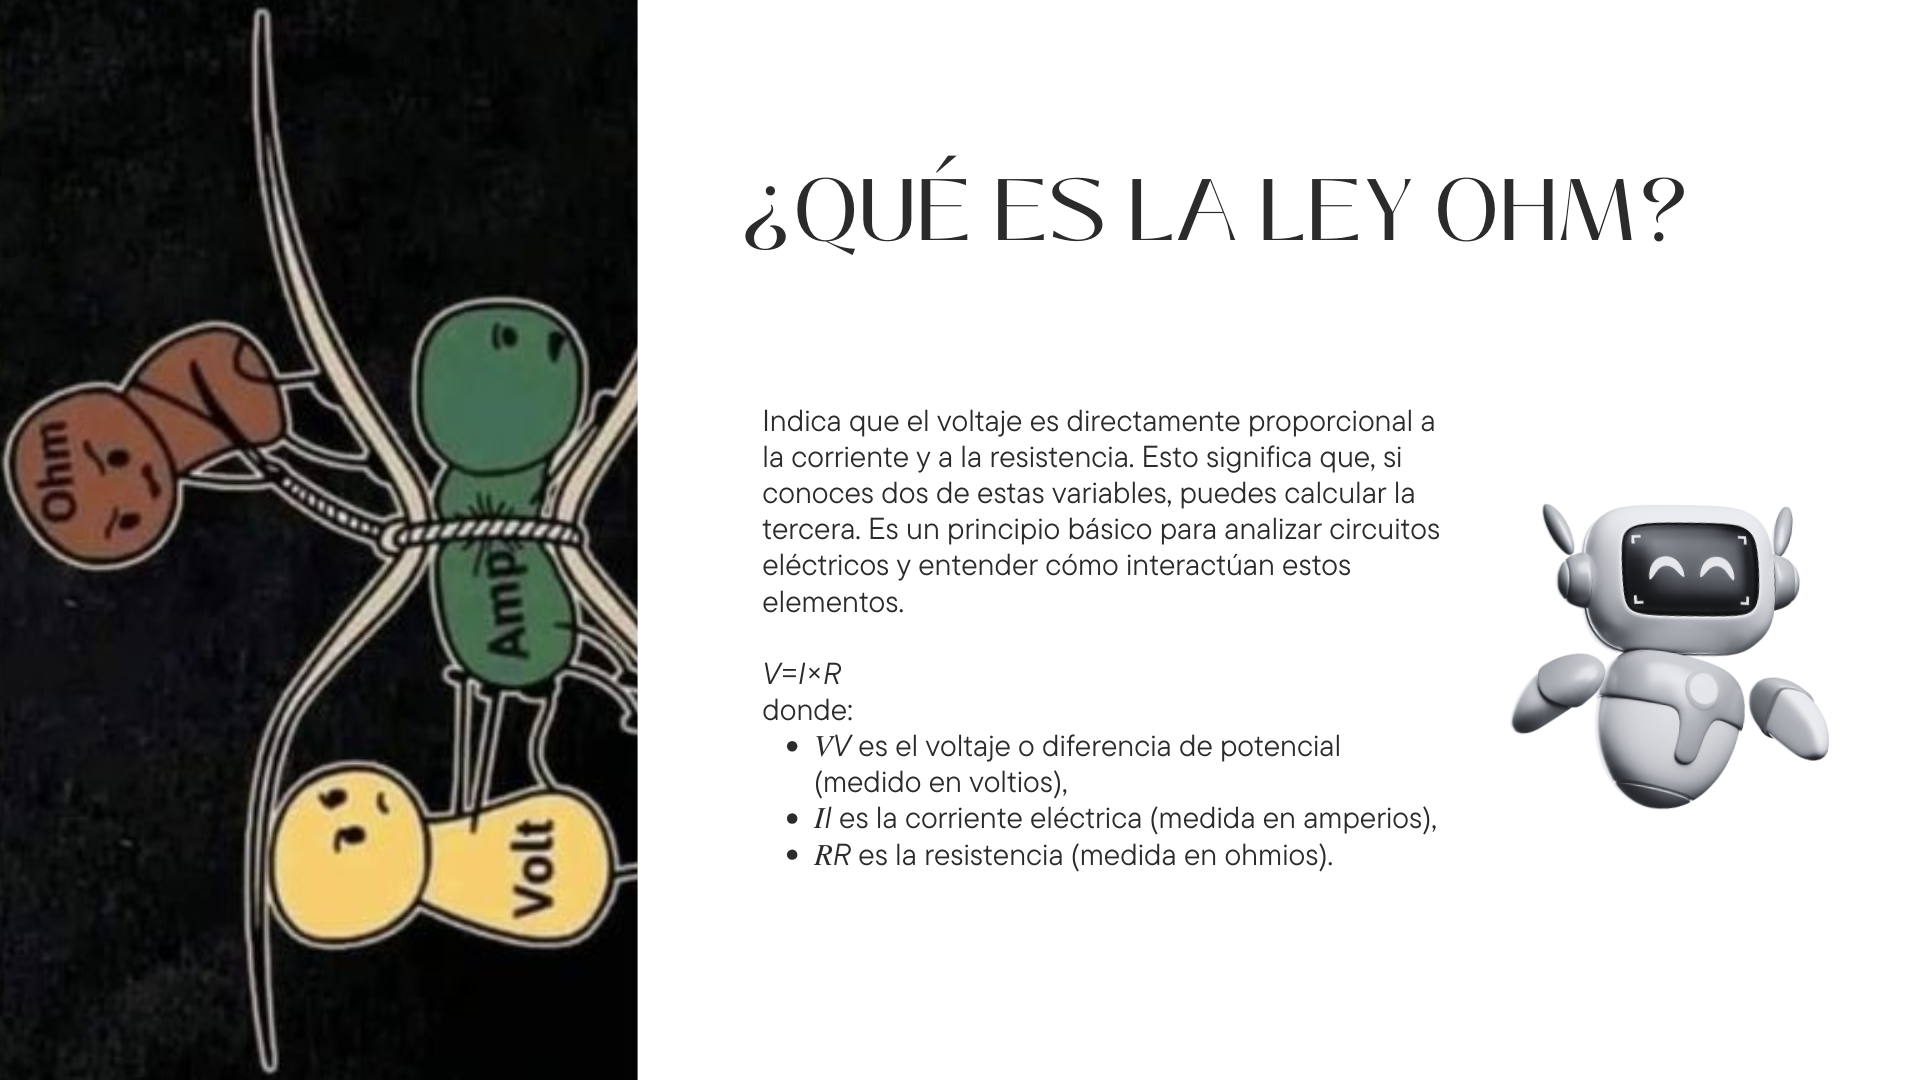 Ohm
Amp
Volt
¿QUÉ ES LA LEY OHM?
Indica que el voltaje es directamente proporcional a
la corriente y a la resistencia. Esto significa que, si
conoces dos de estas variables, puedes calcular la
tercera. Es un principio básico para analizar circuitos
eléctricos y entender cómo interactúan estos
elementos.
V=I×R
donde:
• VV es el voltaje o diferencia de potencial
(medido en voltios),
• II es la corriente eléctrica (medida en amperios),
• RR es la resistencia (medida en ohmios).